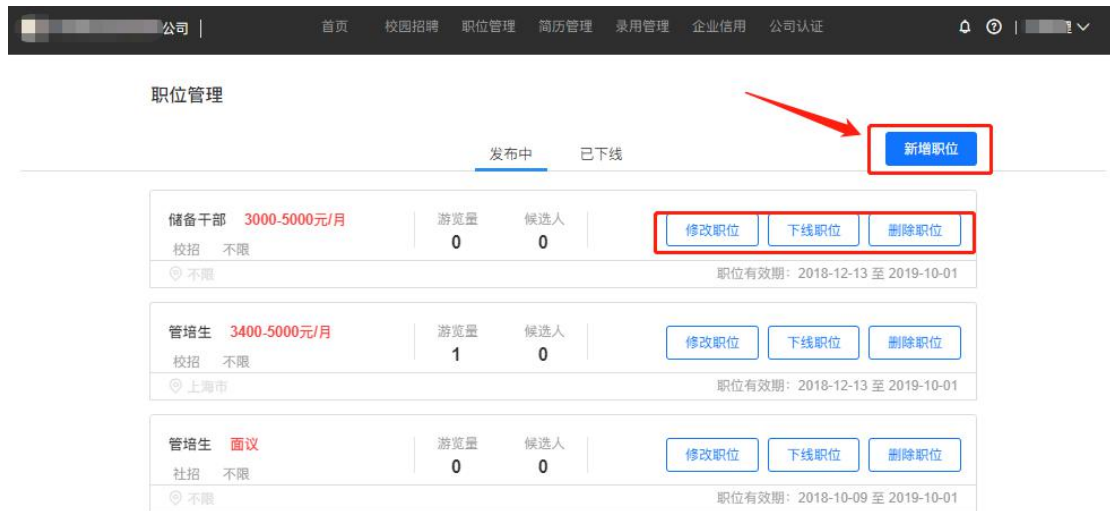 公司 | 首页 校园招聘 职位管理 简历管理 录用管理 企业信用 公司认证
职位管理
发布中 已下线 新增职位
储备干部 3000-5000元/月 游览量 候选人
校招 不限 0 0 修改职位 下线职位 删除职位
不限 职位有效期：2018-12-13 至 2019-10-01
管培生 3400-5000元/月 游览量 候选人
校招 不限 1 0 修改职位 下线职位 删除职位
上海市 职位有效期：2018-12-13 至 2019-10-01
管培生 面议 游览量 候选人
社招 不限 0 0 修改职位 下线职位 删除职位
不限 职位有效期：2018-10-09 至 2019-10-01